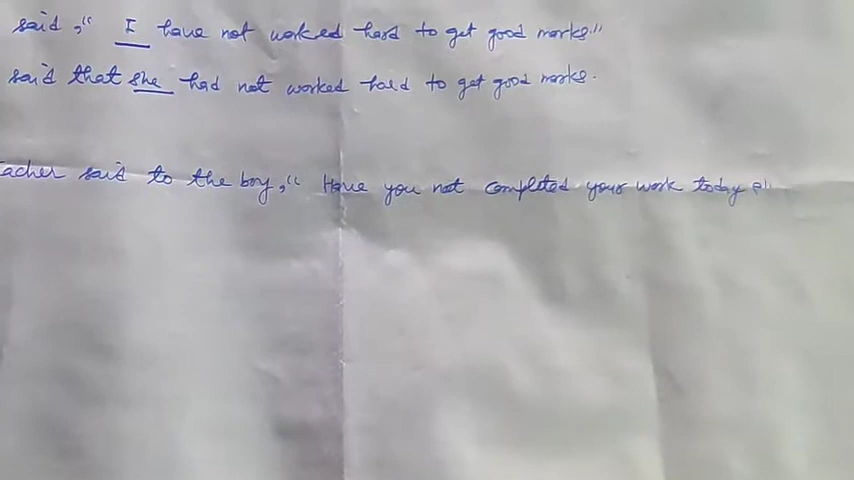 said," I have not worked hard to get good marks."
said that she had not worked hard to get good marks.
eacher said to the boy," Have you not completed your work today ?"